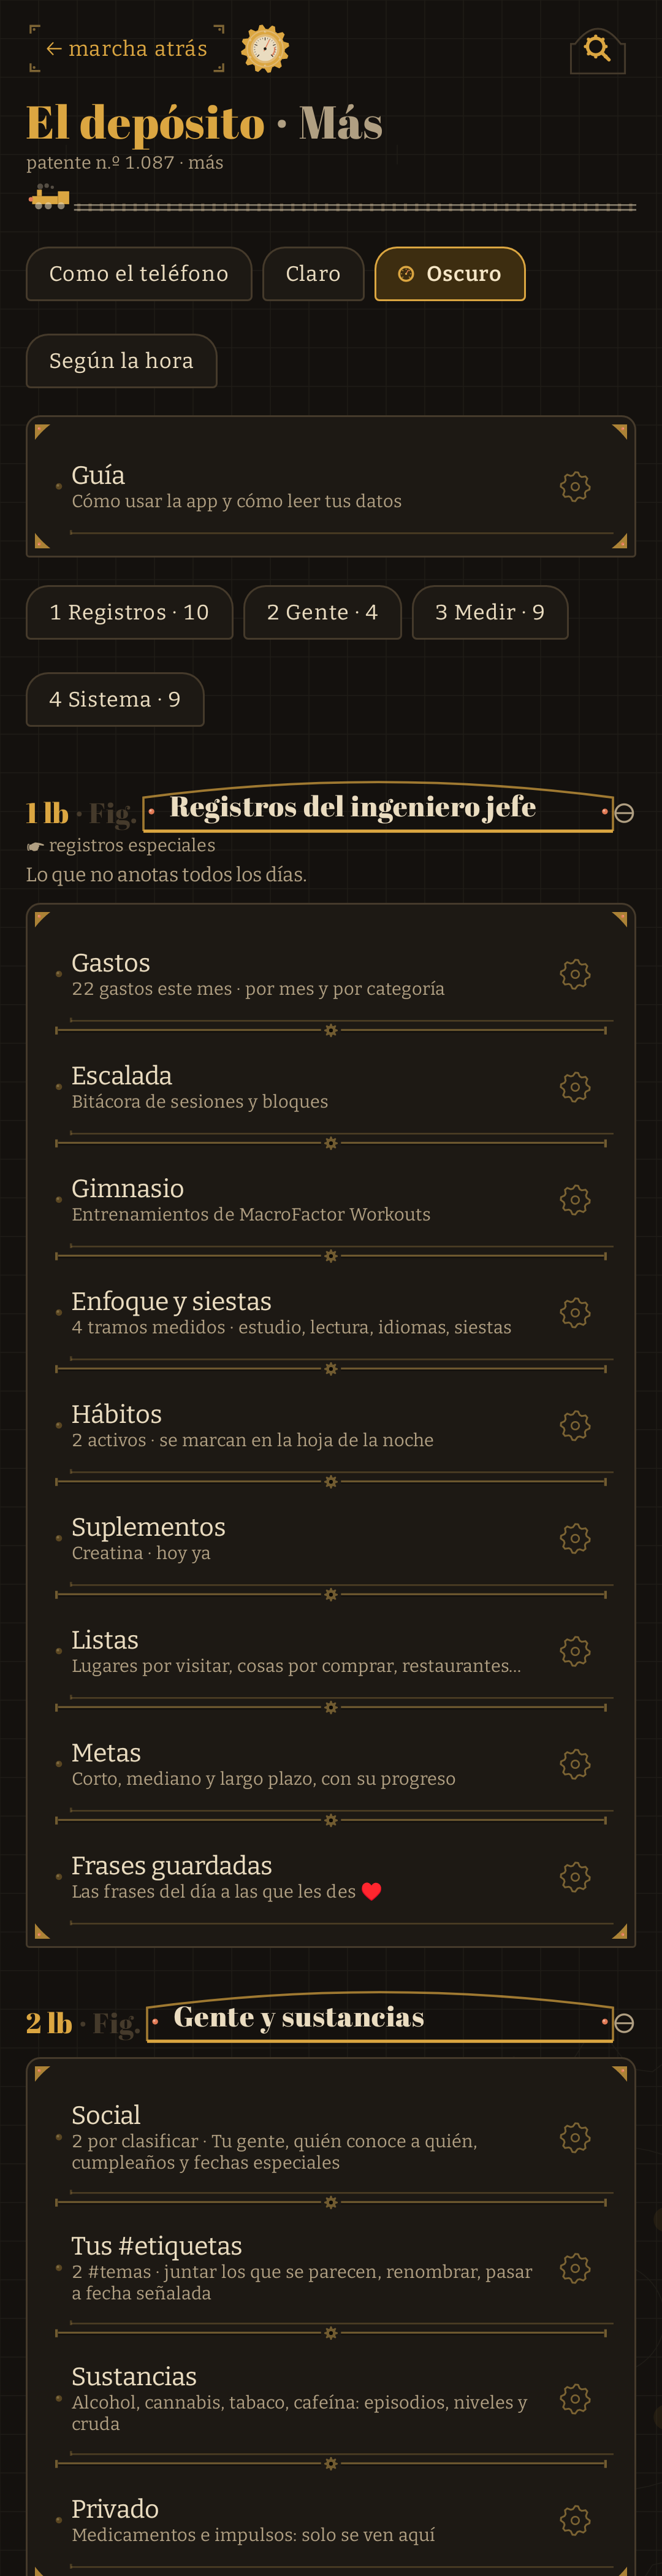 ← marcha atrás
El depósito · Más
patente n.º 1.087 · más
Como el teléfono
Claro
Oscuro
Según la hora
Guía
Cómo usar la app y cómo leer tus datos
1 Registros · 10
2 Gente · 4
3 Medir · 9
4 Sistema · 9
1 lb · Fig. Registros del ingeniero jefe
☛ registros especiales
Lo que no anotas todos los días.
Gastos
22 gastos este mes · por mes y por categoría
Escalada
Bitácora de sesiones y bloques
Gimnasio
Entrenamientos de MacroFactor Workouts
Enfoque y siestas
4 tramos medidos · estudio, lectura, idiomas, siestas
Hábitos
2 activos · se marcan en la hoja de la noche
Suplementos
Creatina · hoy ya
Listas
Lugares por visitar, cosas por comprar, restaurantes…
Metas
Corto, mediano y largo plazo, con su progreso
Frases guardadas
Las frases del día a las que les des ♥
2 lb · Fig. Gente y sustancias
Social
2 por clasificar · Tu gente, quién conoce a quién,
cumpleaños y fechas especiales
Tus #etiquetas
2 #temas · juntar los que se parecen, renombrar, pasar
a fecha señalada
Sustancias
Alcohol, cannabis, tabaco, cafeína: episodios, niveles y
cruda
Privado
Medicamentos e impulsos: solo se ven aquí